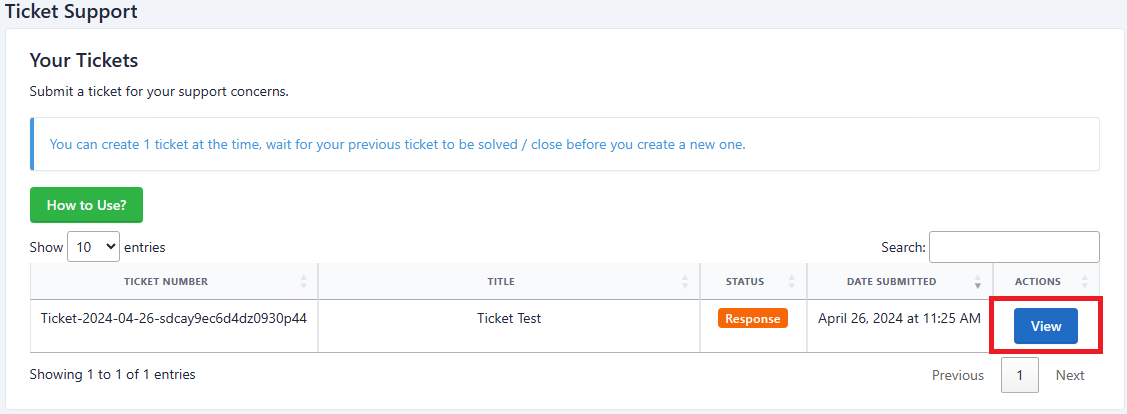 Ticket Support
Your Tickets
Submit a ticket for your support concerns.
You can create 1 ticket at the time, wait for your previous ticket to be solved / close before you create a new one.
How to Use?
Show 10 entries Search:
TICKET NUMBER TITLE STATUS DATE SUBMITTED ACTIONS
Ticket-2024-04-26-sdcay9ec6d4dz0930p44 Ticket Test Response April 26, 2024 at 11:25 AM View
Showing 1 to 1 of 1 entries Previous 1 Next